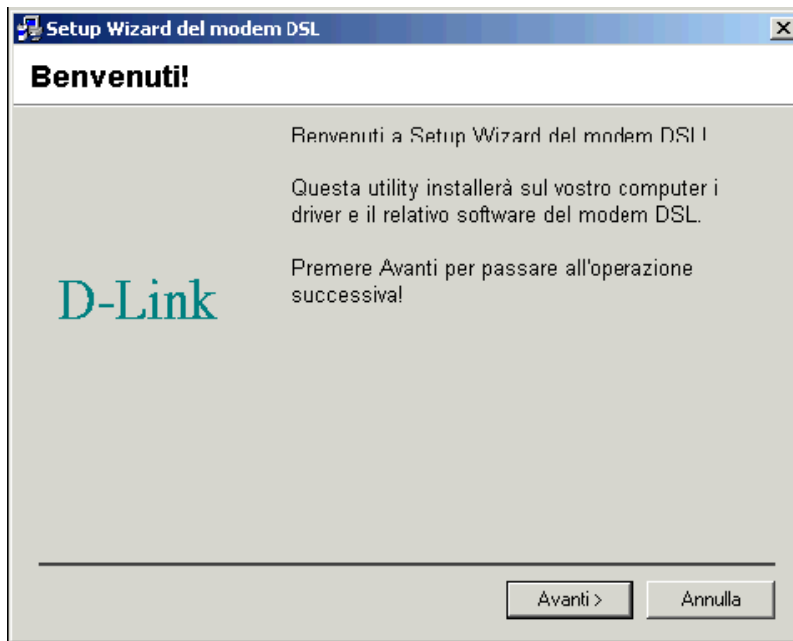 Setup Wizard del modem DSL
Benvenuti!
Benvenuti a Setup Wizard del modem DSL!
Questa utility installerà sul vostro computer i
driver e il relativo software del modem DSL.
Premere Avanti per passare all'operazione
successiva!
D-Link
Avanti >
Annulla